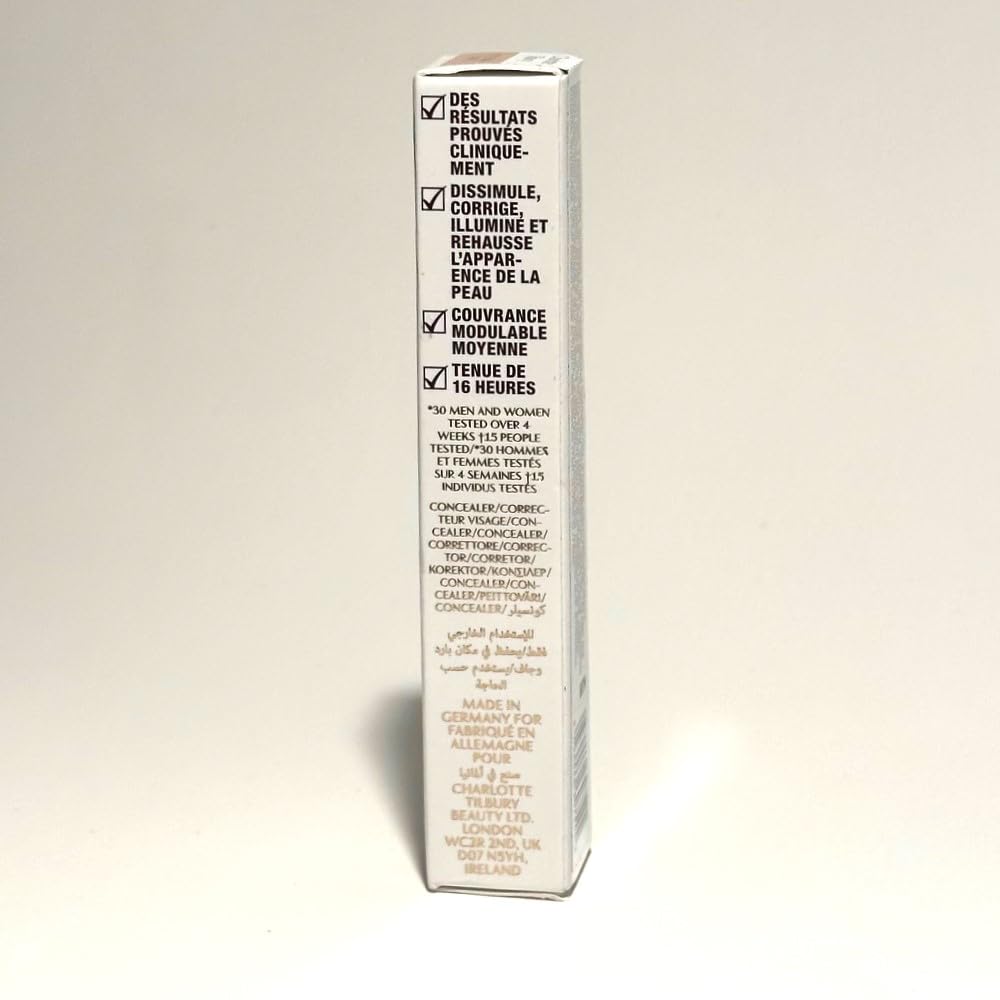 DES
RÉSULTATS
PROUVÉS
CLINIQUE-
MENT
DISSIMULE,
CORRIGE,
ILLUMINE ET
REHAUSSE
L'APPAR-
ENCE DE LA
PEAU
COUVRANCE
MODULABLE
MOYENNE
TENUE DE
16 HEURES
*30 MEN AND WOMEN
TESTED OVER 4
WEEKS †15 PEOPLE
TESTED/*30 HOMMES
ET FEMMES TESTÉS
SUR 4 SEMAINES †15
INDIVIDUS TESTÉS
CONCEALER/CORREC-
TEUR VISAGE/CON-
CEALER/CONCEALER/
CORRETTORE/CORREC-
TOR/CORRETOR/
KOREKTOR/ΚΟΝΣΙΛΕΡ/
CONCEALER/CON-
CEALER/PEITTOVÄRI/
CONCEALER/كونسيلر
للإستخدام الخارجي
فقط/يحفظ في مكان بارد
وجاف/يستخدم حسب
الحاجة
MADE IN
GERMANY FOR
FABRIQUÉ EN
ALLEMAGNE
POUR
صنع في ألمانيا
CHARLOTTE
TILBURY
BEAUTY LTD.
LONDON
WC2R 2ND, UK
D07 N5YH,
IRELAND